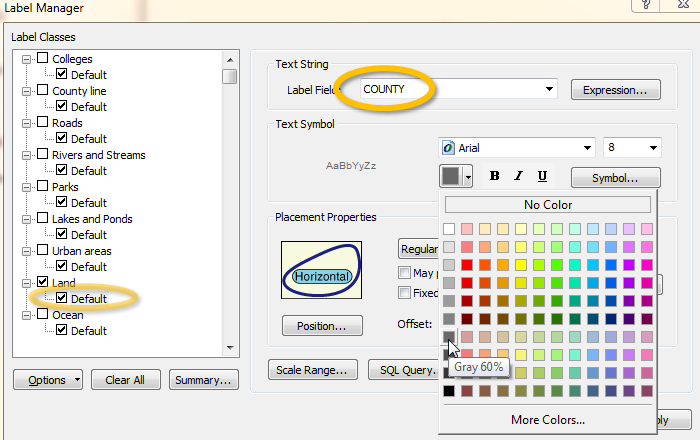 Label Manager
Label Classes
Colleges
Default
County line
Default
Roads
Default
Rivers and Streams
Default
Parks
Default
Lakes and Ponds
Default
Urban areas
Default
Land
Default
Ocean
Default
Options
Clear All
Summary...
Text String
Label Field:
COUNTY
Expression...
Text Symbol
AaBbYyZz
Arial
8
B I U
Symbol...
No Color
Gray 60%
More Colors...
Placement Properties
Horizontal
Regular
May p
Fixed
Position...
Offset:
Scale Range...
SQL Query...
ply